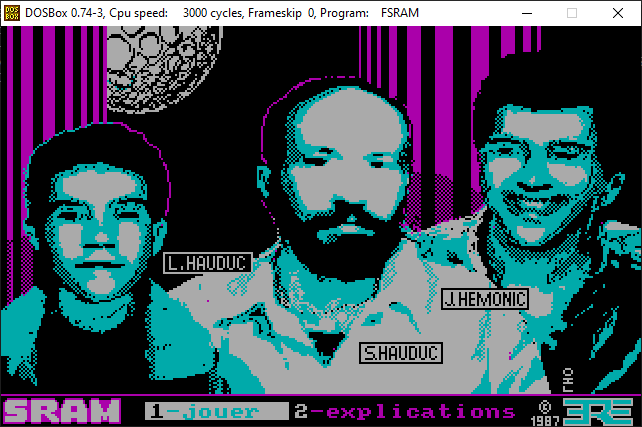 DOSBox 0.74-3, Cpu speed: 3000 cycles, Frameskip 0, Program: FSRAM
L.HAUDUC
J.HEMONIC
S.HAUDUC
LHO
SRAM 1-jouer 2-explications © 1987 ERE